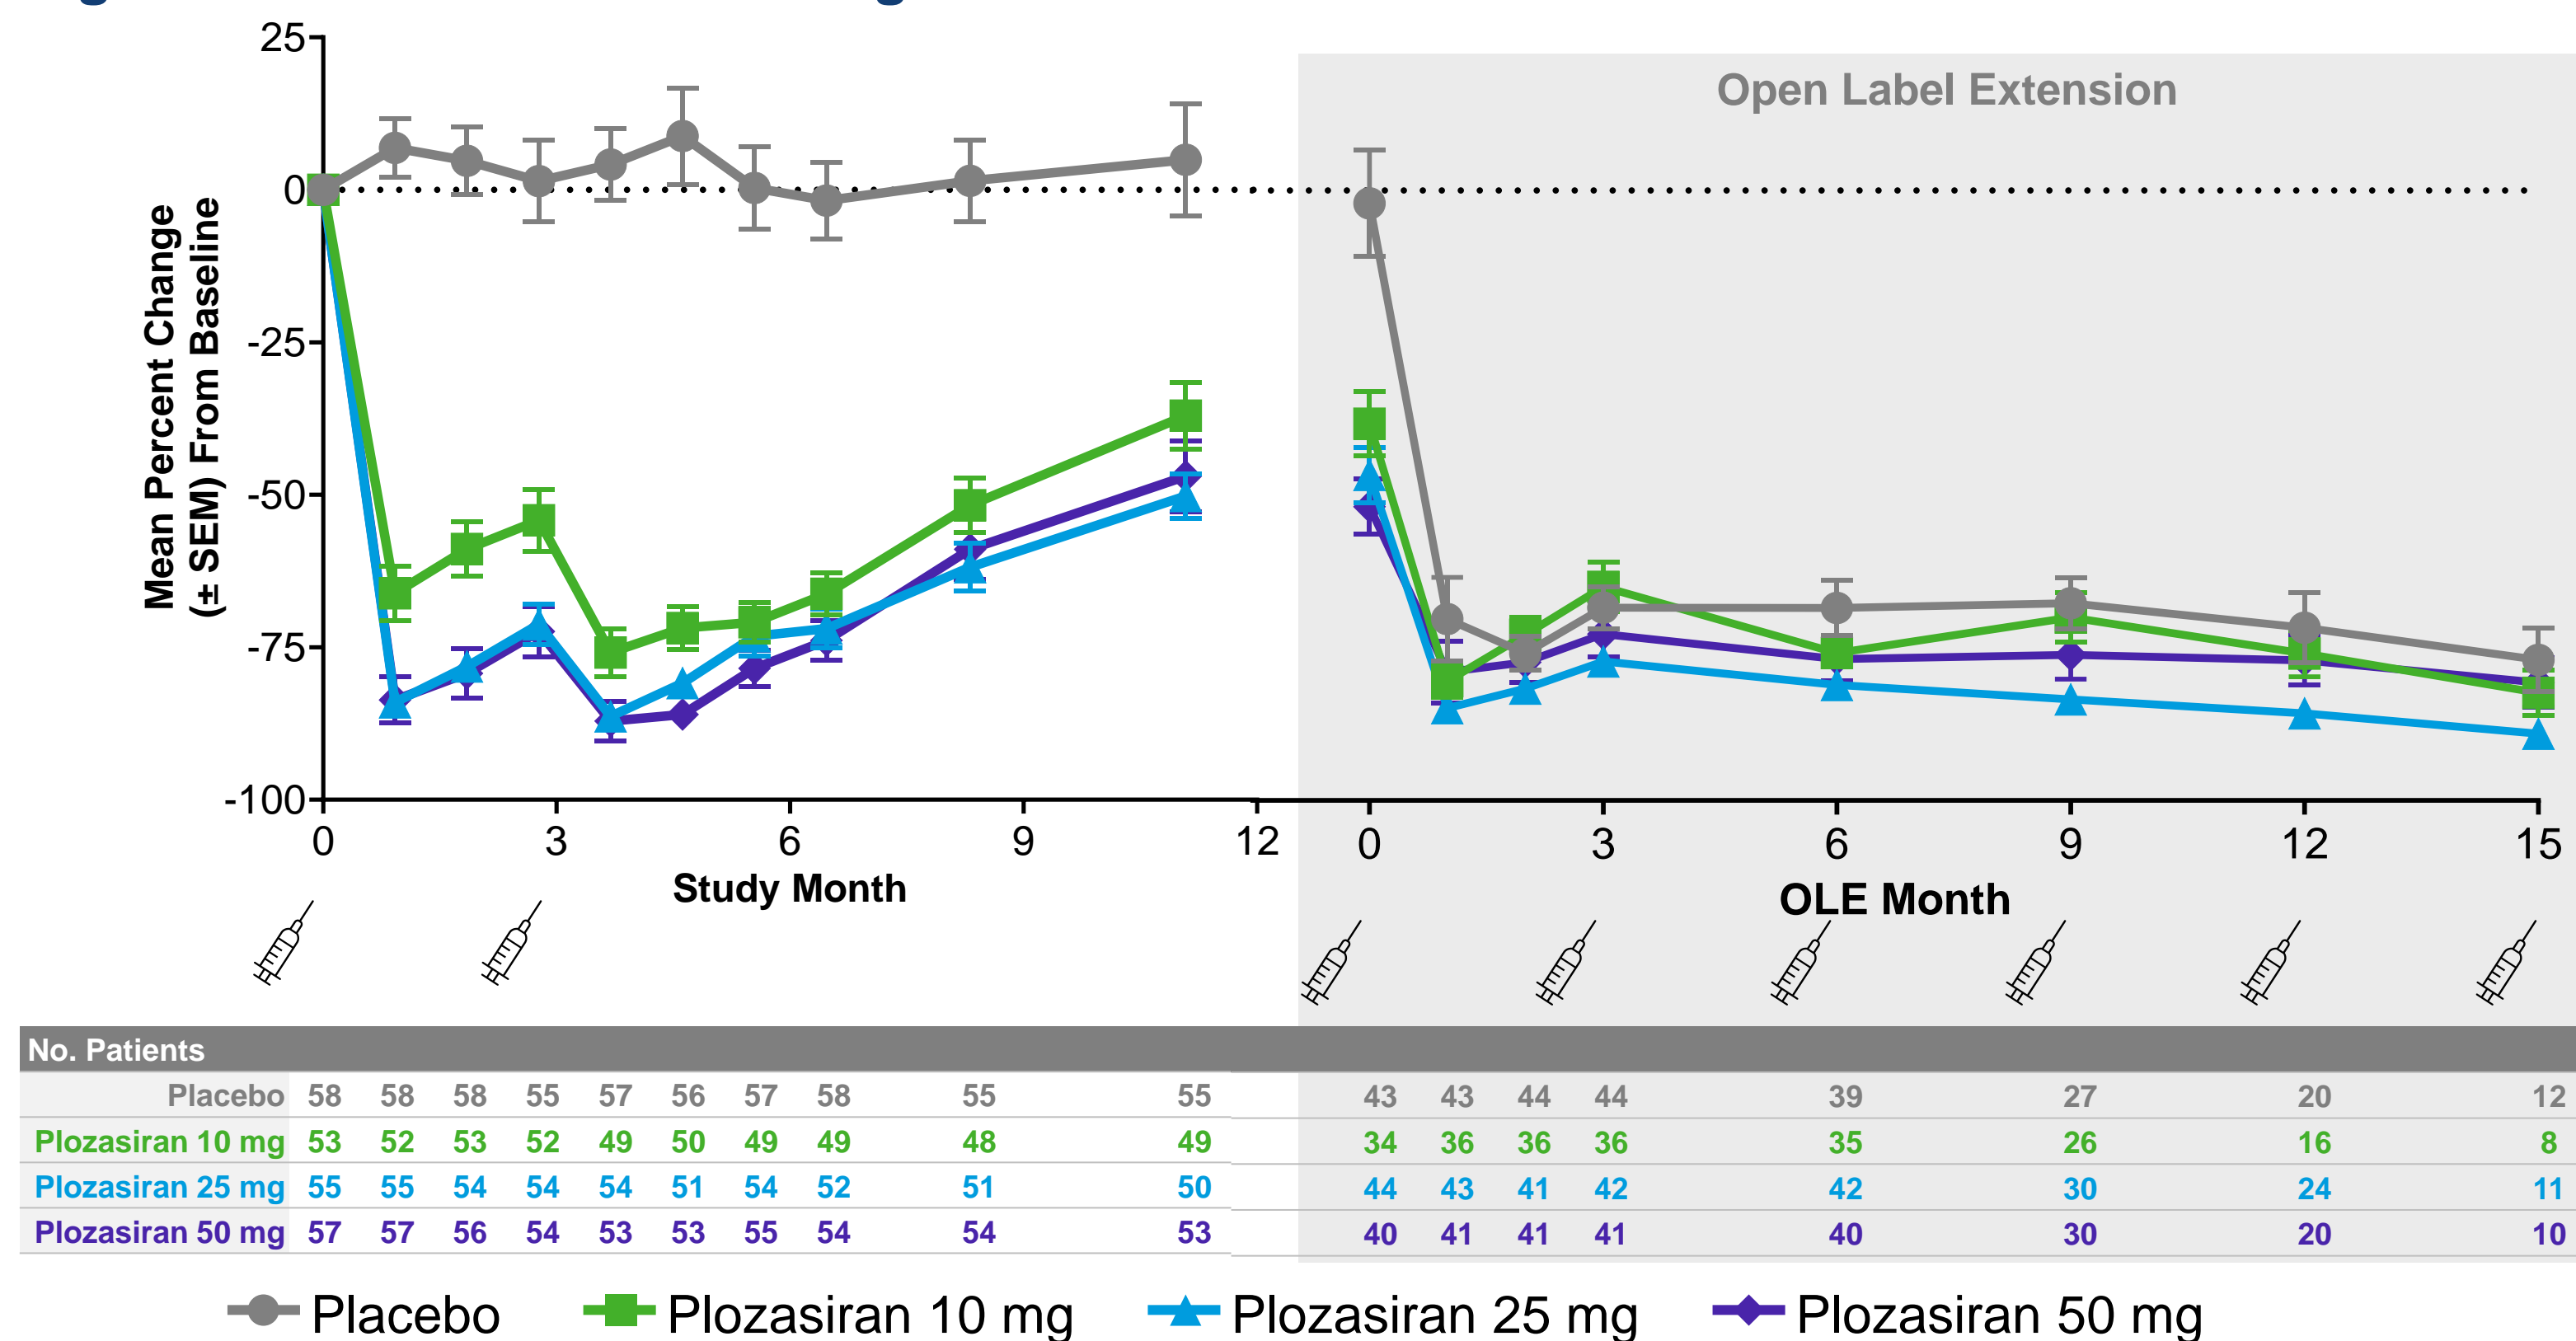 25
0
-25
-50
-75
-100
Mean Percent Change
(± SEM) From Baseline
Open Label Extension
0 3 6 9 12
Study Month
0 3 6 9 12 15
OLE Month
No. Patients
Placebo 58 58 58 55 57 56 57 58 55 55 43 43 44 44 39 27 20 12
Plozasiran 10 mg 53 52 53 52 49 50 49 49 48 49 34 36 36 36 35 26 16 8
Plozasiran 25 mg 55 55 54 54 54 51 54 52 51 50 44 43 41 42 42 30 24 11
Plozasiran 50 mg 57 57 56 54 53 53 55 54 54 53 40 41 41 41 40 30 20 10
Placebo Plozasiran 10 mg Plozasiran 25 mg Plozasiran 50 mg